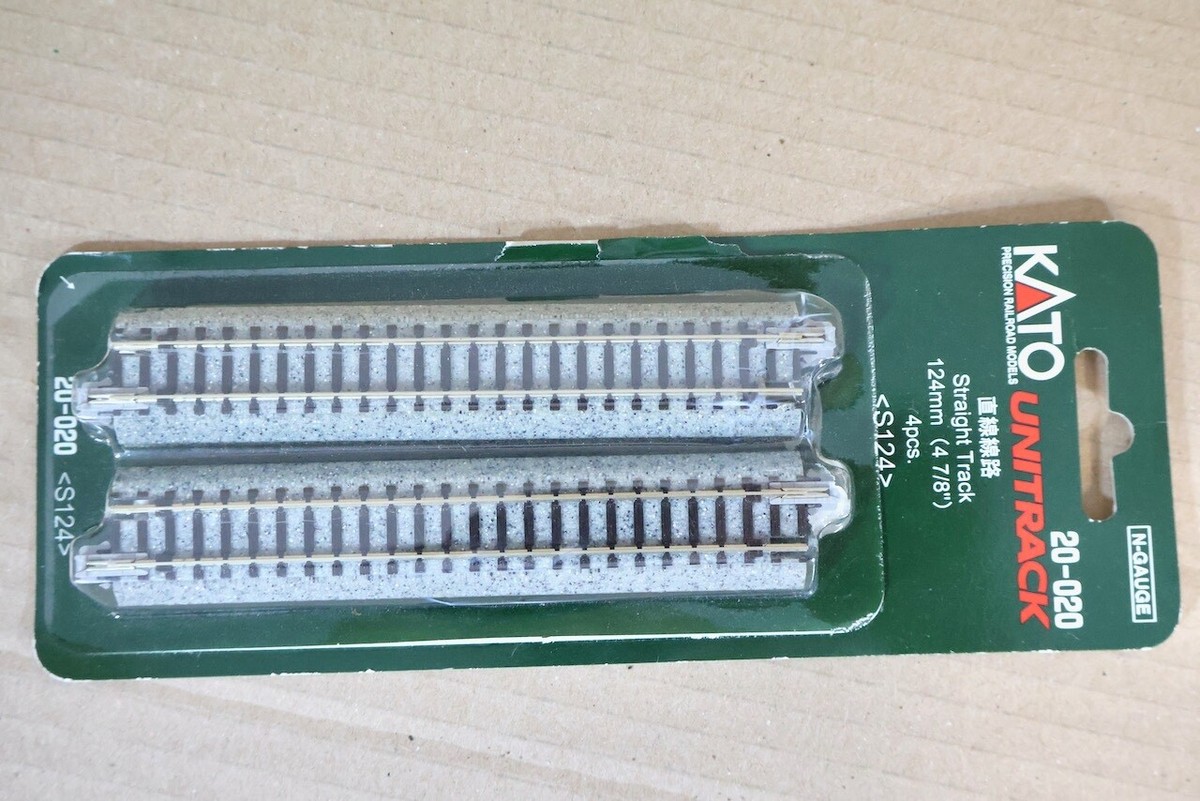 KATO
PRECISION RAILROAD MODELS
UNITRACK
20-020
N-GAUGE
直線線路
Straight Track
124mm（4 7/8"）
4pcs.
<S124>
20-020 <S124>